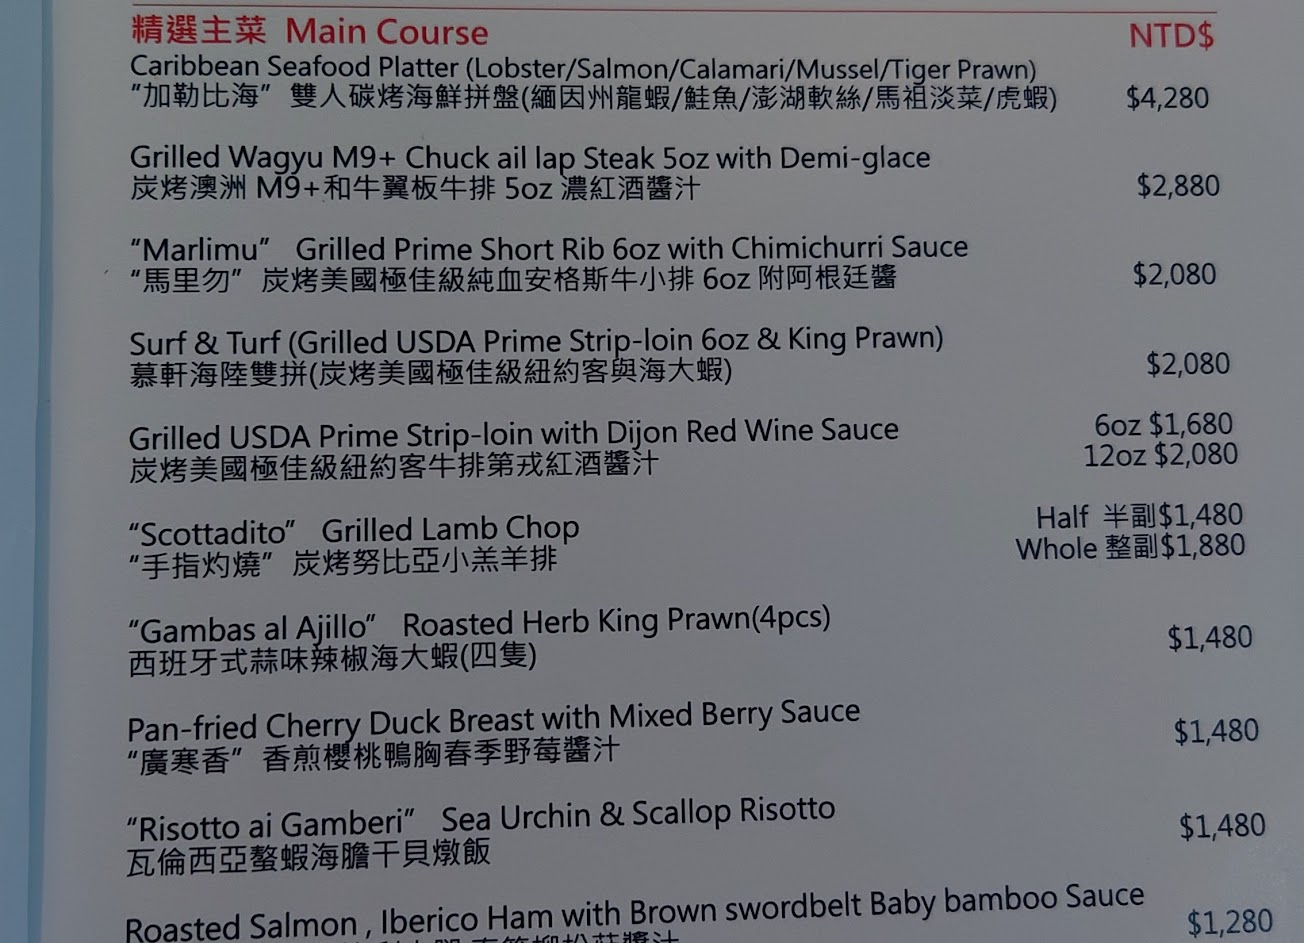 精選主菜 Main Course NTD$
Caribbean Seafood Platter (Lobster/Salmon/Calamari/Mussel/Tiger Prawn)
"加勒比海" 雙人碳烤海鮮拼盤(緬因州龍蝦/鮭魚/澎湖軟絲/馬祖淡菜/虎蝦) $4,280
Grilled Wagyu M9+ Chuck ail lap Steak 5oz with Demi-glace
炭烤澳洲 M9+和牛翼板牛排 5oz 濃紅酒醬汁 $2,880
"Marlimu" Grilled Prime Short Rib 6oz with Chimichurri Sauce
"馬里勿" 炭烤美國極佳級純血安格斯牛小排 6oz 附阿根廷醬 $2,080
Surf & Turf (Grilled USDA Prime Strip-loin 6oz & King Prawn)
慕軒海陸雙拼(炭烤美國極佳級紐約客與海大蝦) $2,080
Grilled USDA Prime Strip-loin with Dijon Red Wine Sauce 6oz $1,680
炭烤美國極佳級紐約客牛排第戎紅酒醬汁 12oz $2,080
"Scottadito" Grilled Lamb Chop Half 半副$1,480
"手指灼燒" 炭烤努比亞小羔羊排 Whole 整副$1,880
"Gambas al Ajillo" Roasted Herb King Prawn(4pcs)
西班牙式蒜味辣椒海大蝦(四隻) $1,480
Pan-fried Cherry Duck Breast with Mixed Berry Sauce
"廣寒香" 香煎櫻桃鴨胸春季野莓醬汁 $1,480
"Risotto ai Gamberi" Sea Urchin & Scallop Risotto
瓦倫西亞螯蝦海膽干貝燉飯 $1,480
Roasted Salmon , Iberico Ham with Brown swordbelt Baby bamboo Sauce $1,280